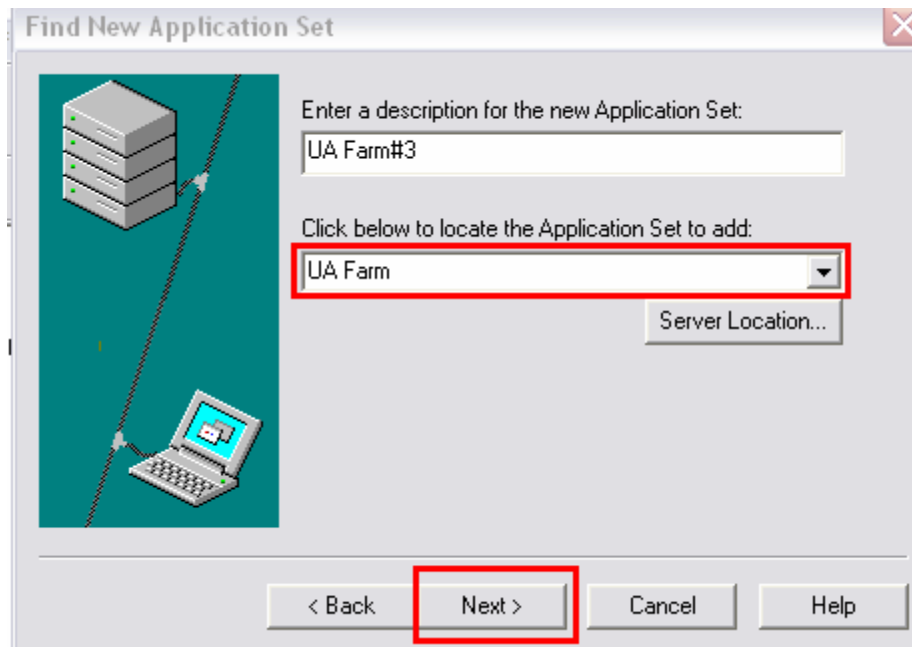 Find New Application Set
Enter a description for the new Application Set:
UA Farm#3
Click below to locate the Application Set to add:
UA Farm
Server Location...
< Back
Next >
Cancel
Help